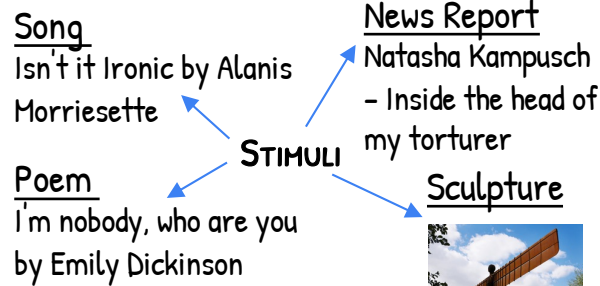 Song
Isn't it Ironic by Alanis
Morriesette
News Report
Natasha Kampusch
- Inside the head of
my torturer
STIMULI
Poem
I'm nobody, who are you
by Emily Dickinson
Sculpture